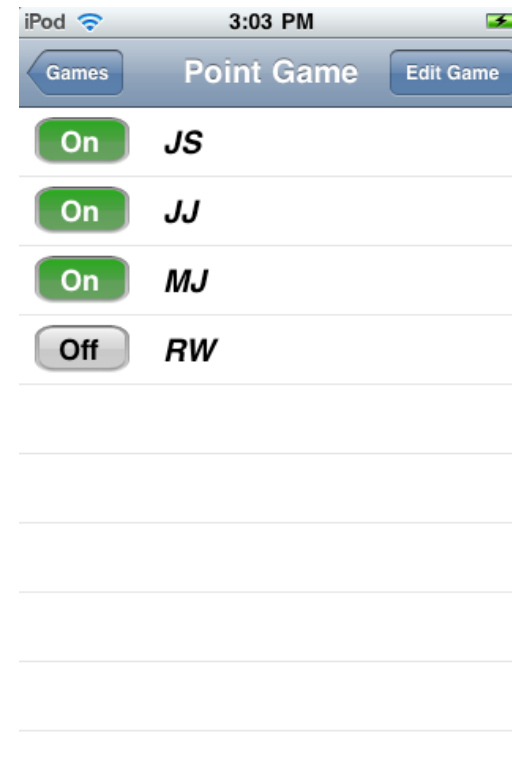 iPod 3:03 PM
Games Point Game Edit Game
On JS
On JJ
On MJ
Off RW